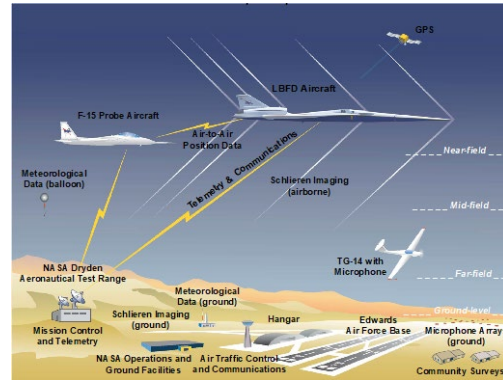 GPS
LBFD Aircraft
F-15 Probe Aircraft
Air-to-Air
Position Data
Near-field
Meteorological
Data (balloon)
Telemetry & Communications
Schlieren Imaging
(airborne)
Mid-field
TG-14 with
Microphone
NASA Dryden
Aeronautical Test Range
Far-field
Meteorological
Data (ground)
Ground-level
Schlieren Imaging
(ground)
Hangar
Edwards
Air Force Base
Microphone Array
(ground)
Mission Control
and Telemetry
NASA Operations and
Ground Facilities
Air Traffic Control
and Communications
Community Surveys